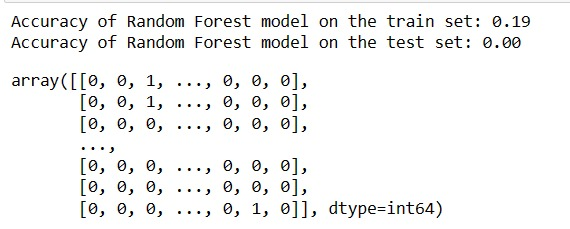 Accuracy of Random Forest model on the train set: 0.19
Accuracy of Random Forest model on the test set: 0.00
array([[0, 0, 1, ..., 0, 0, 0],
[0, 0, 1, ..., 0, 0, 0],
[0, 0, 0, ..., 0, 0, 0],
...,
[0, 0, 0, ..., 0, 0, 0],
[0, 0, 0, ..., 0, 0, 0],
[0, 0, 0, ..., 0, 1, 0]], dtype=int64)